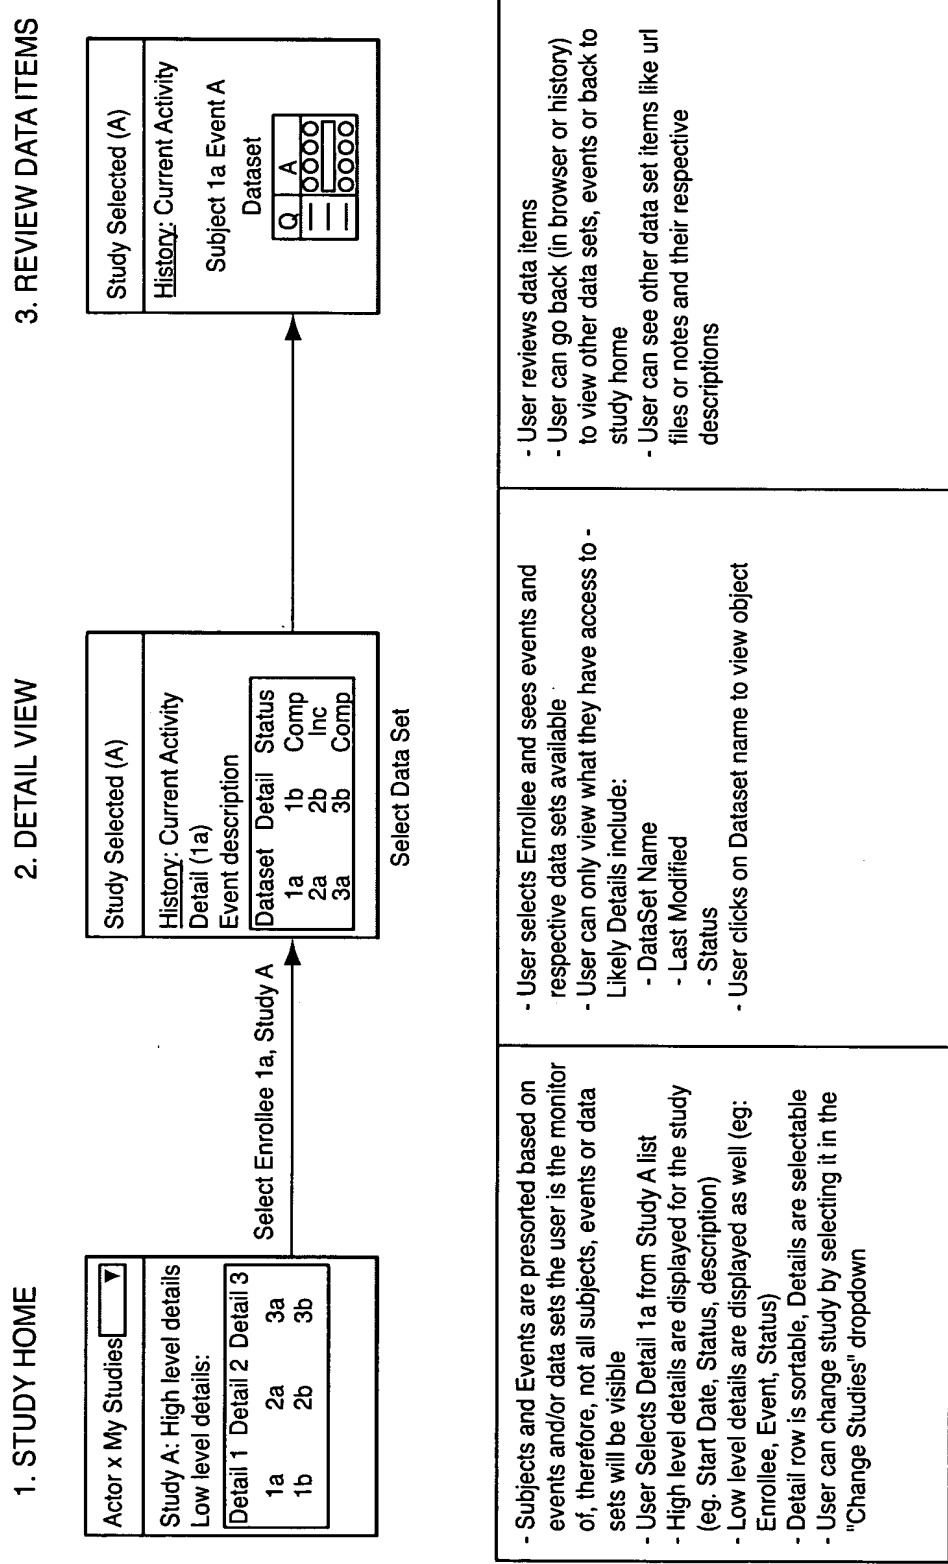 1. STUDY HOME
Actor x My Studies
Study A: High level details
Low level details:
Detail 1 Detail 2 Detail 3
1a 2a 3a
1b 2b 3b
Select Enrollee 1a, Study A
2. DETAIL VIEW
Study Selected (A)
History: Current Activity
Detail (1a)
Event description
Dataset Detail Status
1a 1b Comp
2a 2b Inc
3a 3b Comp
Select Data Set
3. REVIEW DATA ITEMS
Study Selected (A)
History: Current Activity
Subject 1a Event A
Dataset
Q A
- Subjects and Events are presorted based on
events and/or data sets the user is the monitor
of, therefore, not all subjects, events or data
sets will be visible
- User Selects Detail 1a from Study A list
- High level details are displayed for the study
(eg. Start Date, Status, description)
- Low level details are displayed as well (eg:
Enrollee, Event, Status)
- Detail row is sortable, Details are selectable
- User can change study by selecting it in the
"Change Studies" dropdown
- User selects Enrollee and sees events and
respective data sets available
- User can only view what they have access to -
Likely Details include:
- DataSet Name
- Last Modified
- Status
- User clicks on Dataset name to view object
- User reviews data items
- User can go back (in browser or history)
to view other data sets, events or back to
study home
- User can see other data set items like url
files or notes and their respective
descriptions